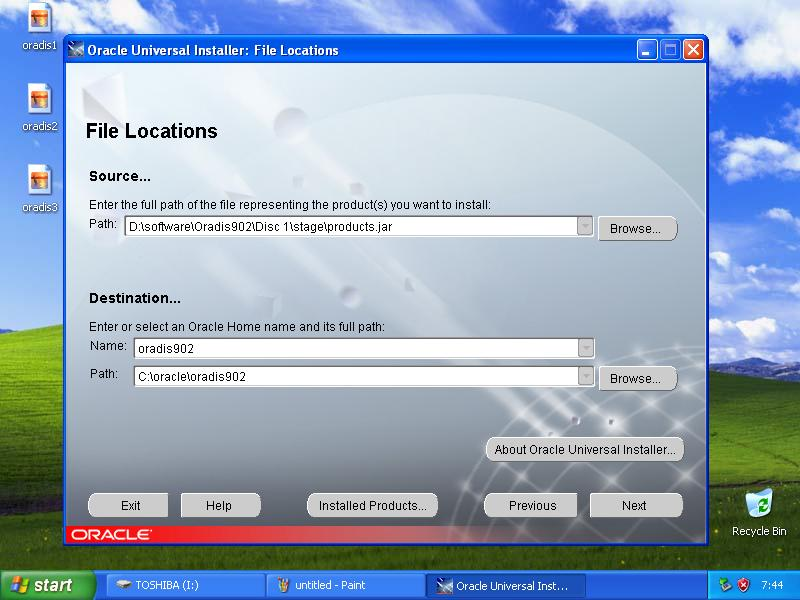 oradis1
oradis2
oradis3
Oracle Universal Installer: File Locations
File Locations
Source...
Enter the full path of the file representing the product(s) you want to install:
Path: D:\software\Oradis902\Disc 1\stage\products.jar Browse...
Destination...
Enter or select an Oracle Home name and its full path:
Name: oradis902
Path: C:\oracle\oradis902 Browse...
About Oracle Universal Installer...
Exit Help Installed Products... Previous Next
ORACLE
Recycle Bin
start TOSHIBA (I:) untitled - Paint Oracle Universal Inst... 7:44